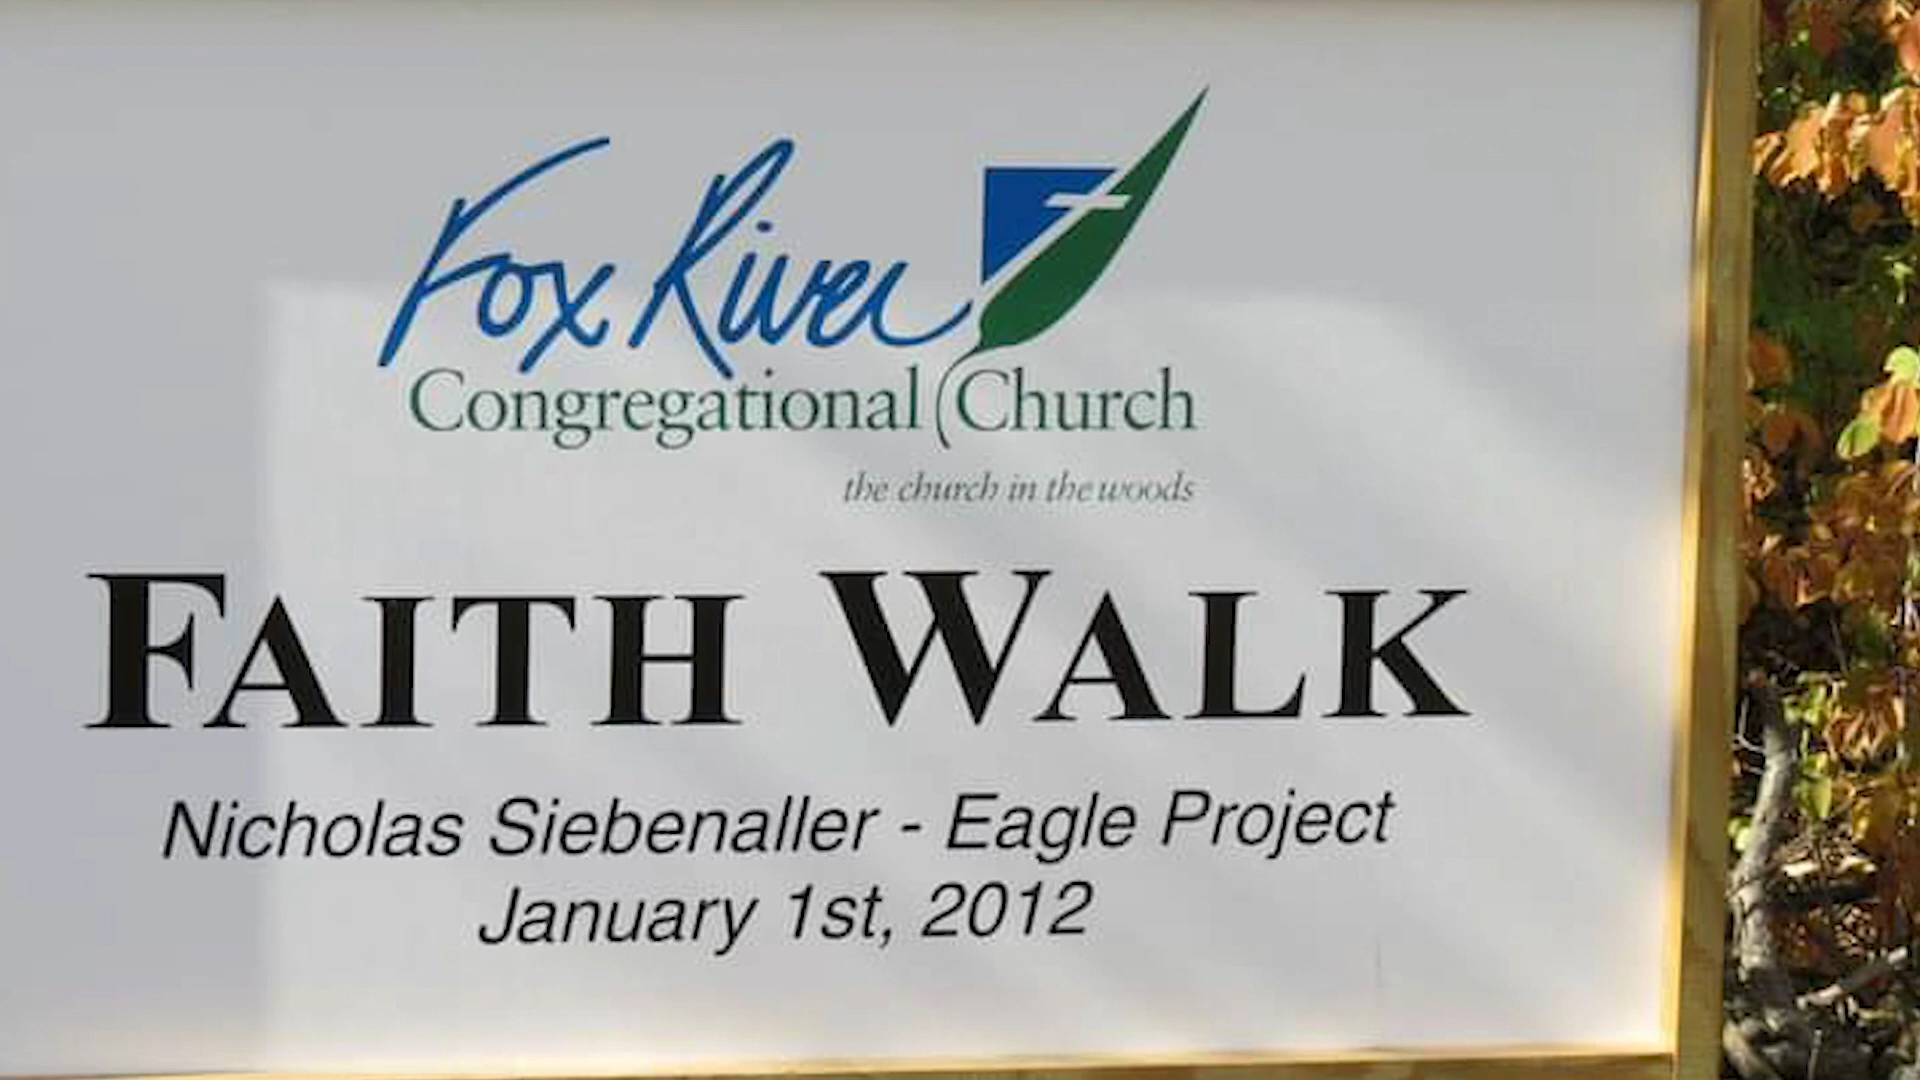 Fox River
Congregational Church
the church in the woods
FAITH WALK
Nicholas Siebenaller - Eagle Project
January 1st, 2012